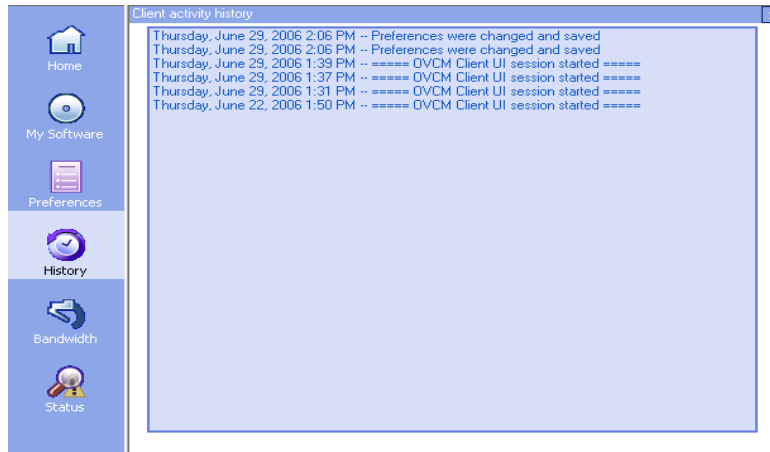 Client activity history
Home
My Software
Preferences
History
Bandwidth
Status
Thursday, June 29, 2006 2:06 PM -- Preferences were changed and saved
Thursday, June 29, 2006 2:06 PM -- Preferences were changed and saved
Thursday, June 29, 2006 1:39 PM -- ===== OVCM Client UI session started =====
Thursday, June 29, 2006 1:37 PM -- ===== OVCM Client UI session started =====
Thursday, June 29, 2006 1:31 PM -- ===== OVCM Client UI session started =====
Thursday, June 22, 2006 1:50 PM -- ===== OVCM Client UI session started =====